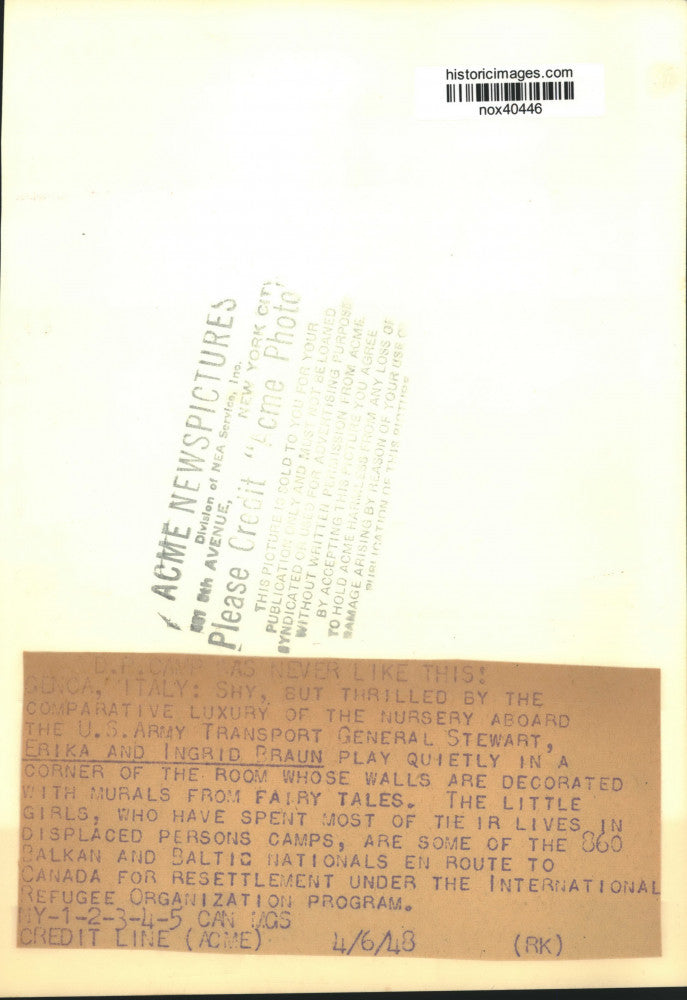 historicimages.com
nox40446
ACME NEWSPICTURES
Division of NEA Service, Inc.
8th AVENUE, NEW YORK CITY
Please Credit "Acme Photo"
THIS PICTURE IS SOLD TO YOU FOR YOUR
PUBLICATION ONLY AND MUST NOT BE LOANED
SYNDICATED OR USED FOR ADVERTISING PURPOSE
WITHOUT WRITTEN PERMISSION FROM ACME.
BY ACCEPTING THIS PICTURE YOU AGREE
TO HOLD ACME HARMLESS FROM ANY LOSS OR
DAMAGE ARISING BY REASON OF YOUR USE O
PUBLICATION OF THIS PICTURE
D.P. CAMP WAS NEVER LIKE THIS!
GENOA, ITALY: SHY, BUT THRILLED BY THE
COMPARATIVE LUXURY OF THE NURSERY ABOARD
THE U.S. ARMY TRANSPORT GENERAL STEWART,
ERIKA AND INGRID BRAUN PLAY QUIETLY IN A
CORNER OF THE ROOM WHOSE WALLS ARE DECORATED
WITH MURALS FROM FAIRY TALES. THE LITTLE
GIRLS, WHO HAVE SPENT MOST OF THEIR LIVES IN
DISPLACED PERSONS CAMPS, ARE SOME OF THE 860
BALKAN AND BALTIC NATIONALS EN ROUTE TO
CANADA FOR RESETTLEMENT UNDER THE INTERNATIONAL
REFUGEE ORGANIZATION PROGRAM.
NY-1-2-3-4-5 CAN MGS
CREDIT LINE (ACME) 4/6/48 (RK)